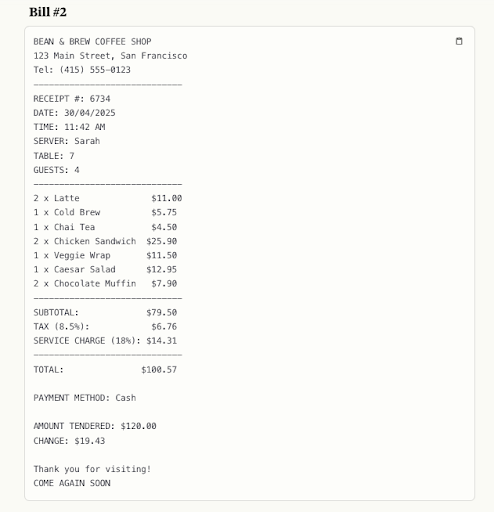 Bill #2
BEAN & BREW COFFEE SHOP
123 Main Street, San Francisco
Tel: (415) 555-0123
RECEIPT #: 6734
DATE: 30/04/2025
TIME: 11:42 AM
SERVER: Sarah
TABLE: 7
GUESTS: 4
2 x Latte $11.00
1 x Cold Brew $5.75
1 x Chai Tea $4.50
2 x Chicken Sandwich $25.90
1 x Veggie Wrap $11.50
1 x Caesar Salad $12.95
2 x Chocolate Muffin $7.90
SUBTOTAL: $79.50
TAX (8.5%): $6.76
SERVICE CHARGE (18%): $14.31
TOTAL: $100.57
PAYMENT METHOD: Cash
AMOUNT TENDERED: $120.00
CHANGE: $19.43
Thank you for visiting!
COME AGAIN SOON